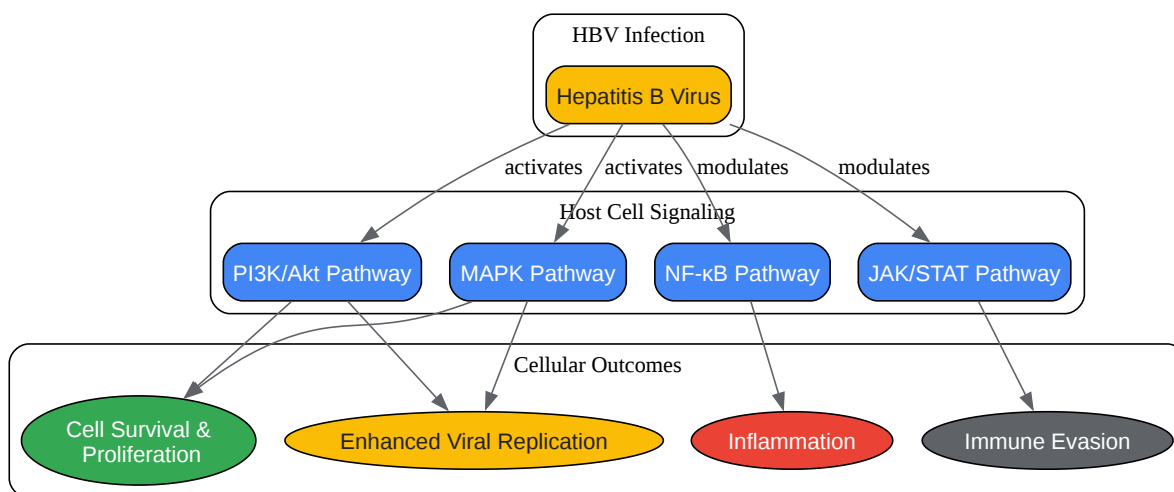 HBV Infection
Hepatitis B Virus
activates
activates
modulates
modulates
Host Cell Signaling
PI3K/Akt Pathway
MAPK Pathway
NF-κB Pathway
JAK/STAT Pathway
Cellular Outcomes
Cell Survival &
Proliferation
Enhanced Viral Replication
Inflammation
Immune Evasion